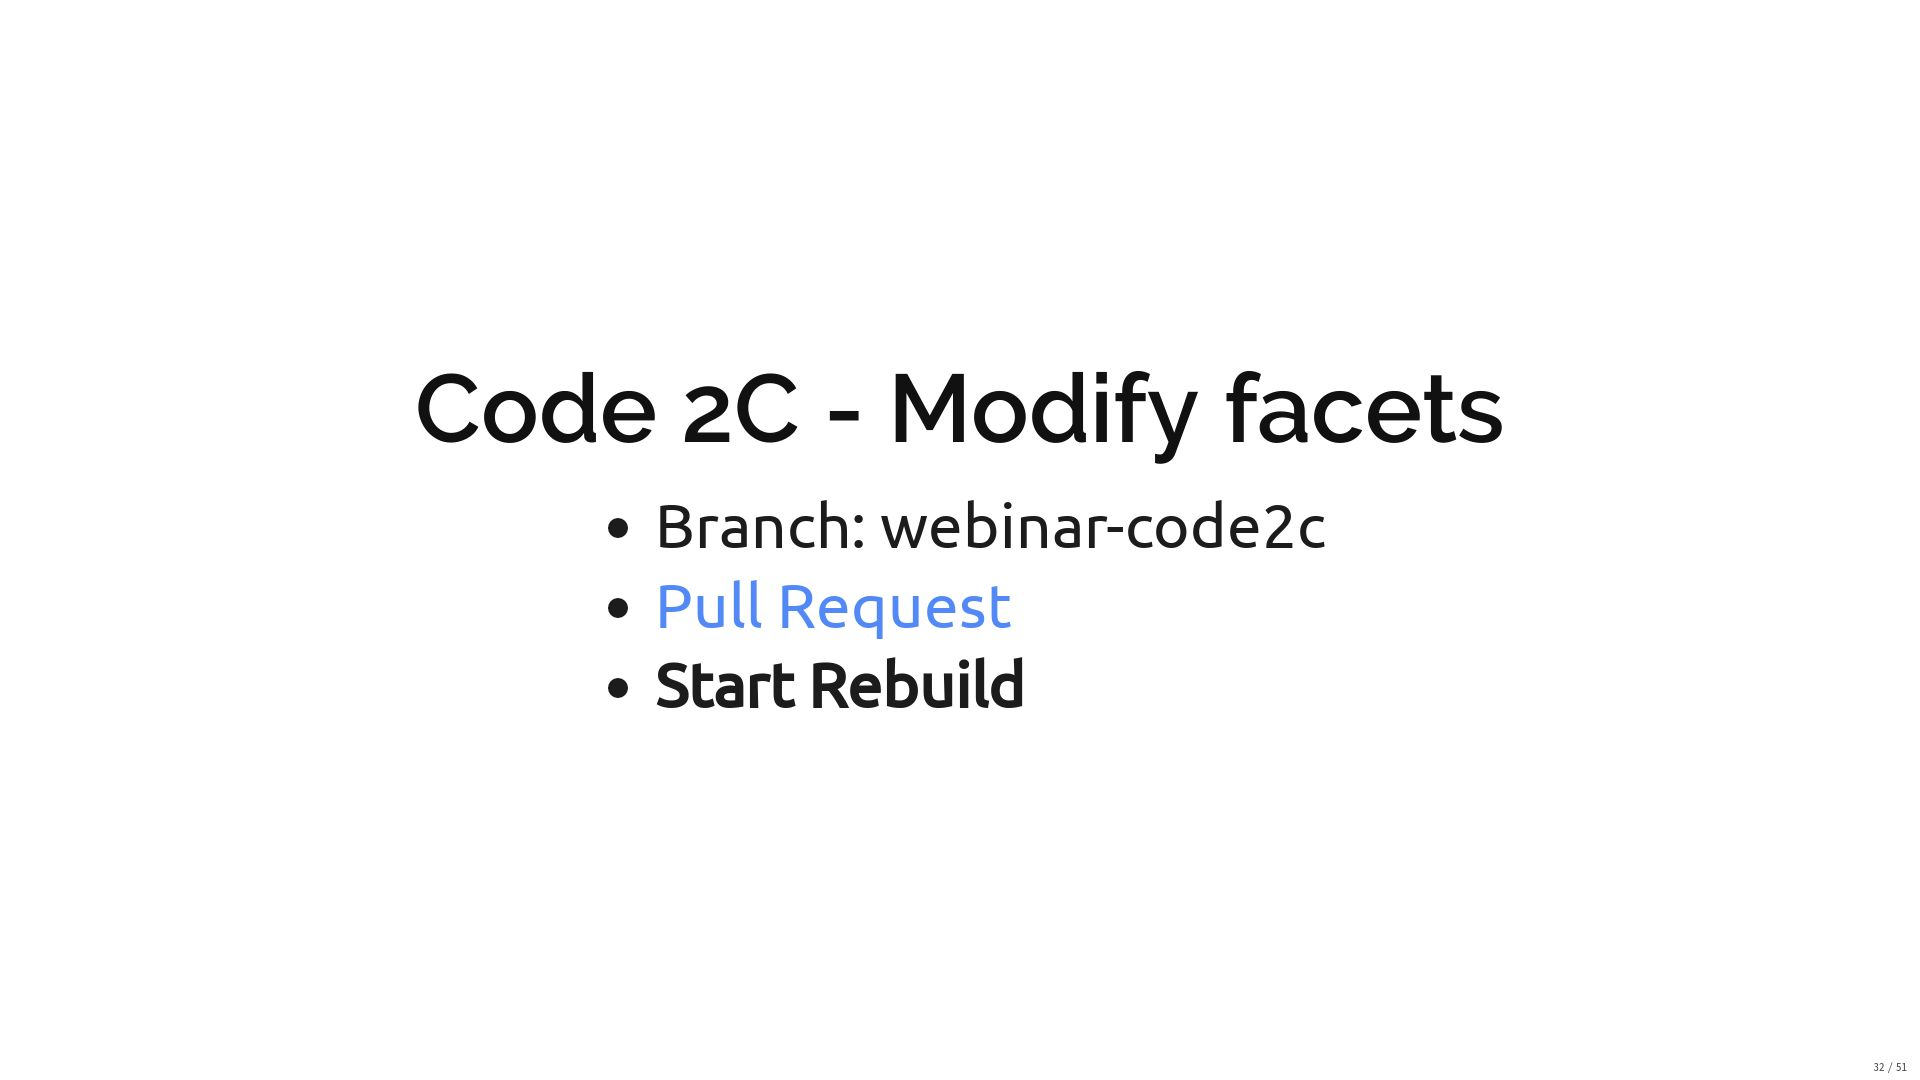 Code 2C - Modify facets
• Branch: webinar-code2c
• Pull Request
• Start Rebuild
32 / 51